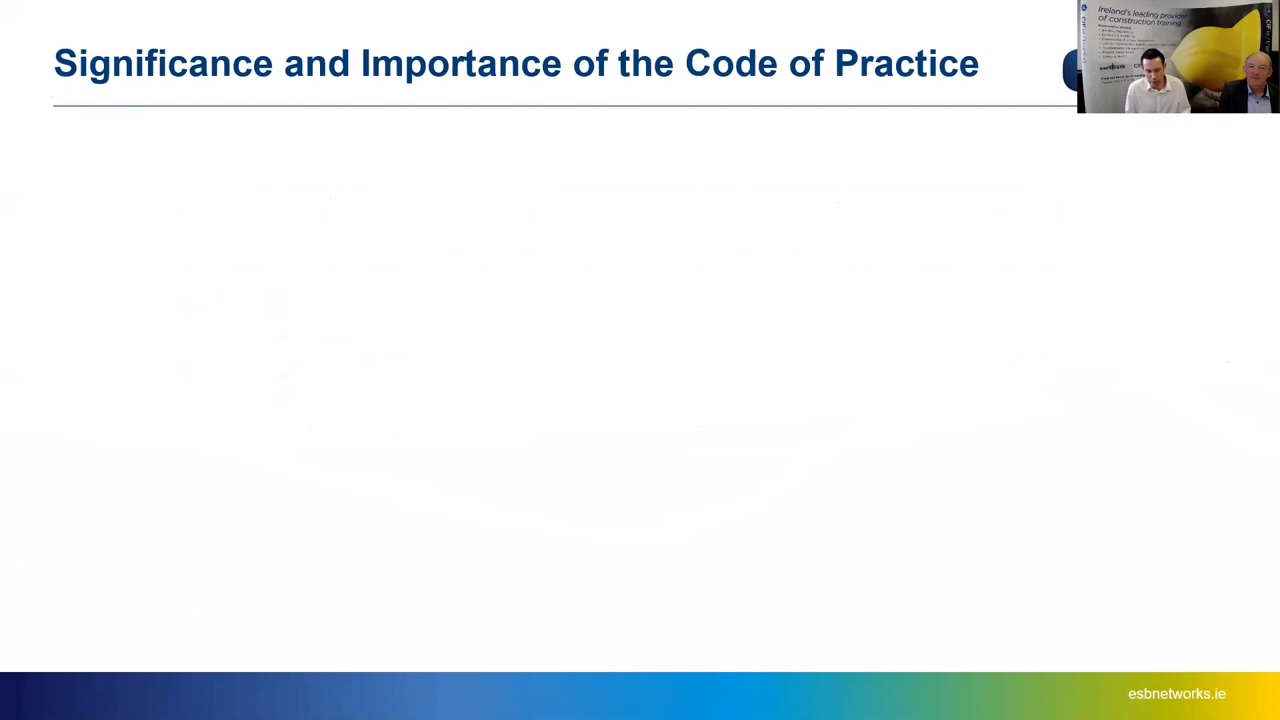 Significance and Importance of the Code of Practice
Ireland's leading provider
of construction training
esbnetworks.ie